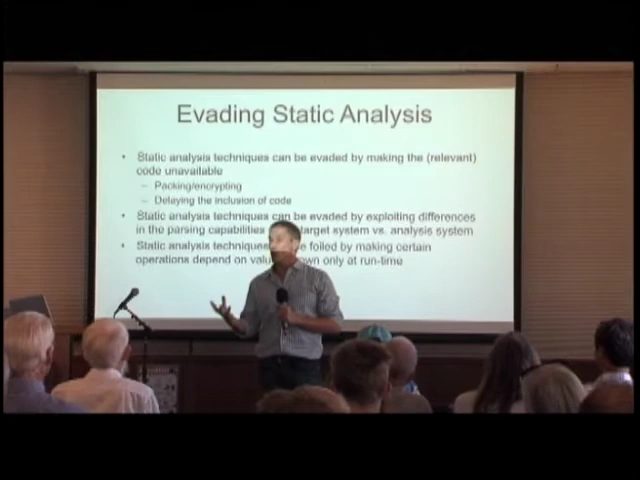 Evading Static Analysis
• Static analysis techniques can be evaded by making the (relevant)
code unavailable
– Packing/encrypting
– Delaying the inclusion of code
• Static analysis techniques can be evaded by exploiting differences
in the parsing capabilities target system vs. analysis system
• Static analysis techniques foiled by making certain
operations depend on only at run-time